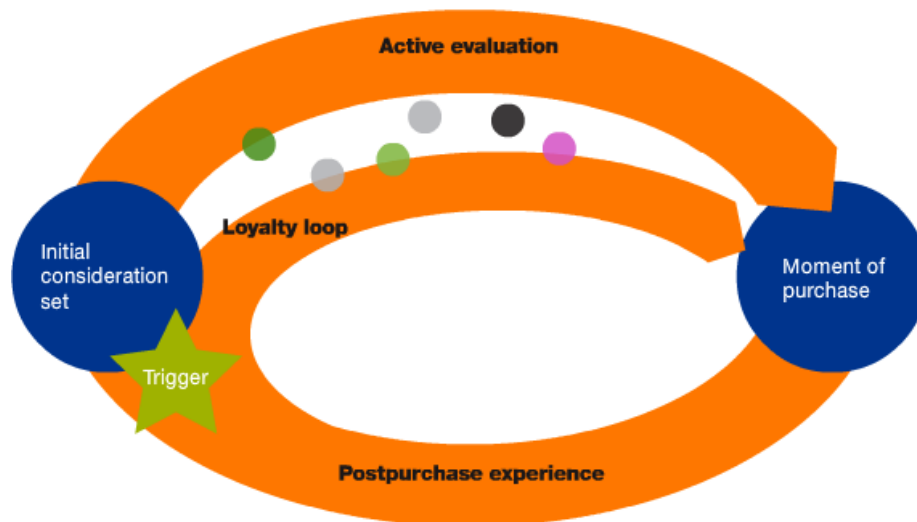 Active evaluation
Loyalty loop
Initial
consideration
set
Moment of
purchase
Trigger
Postpurchase experience